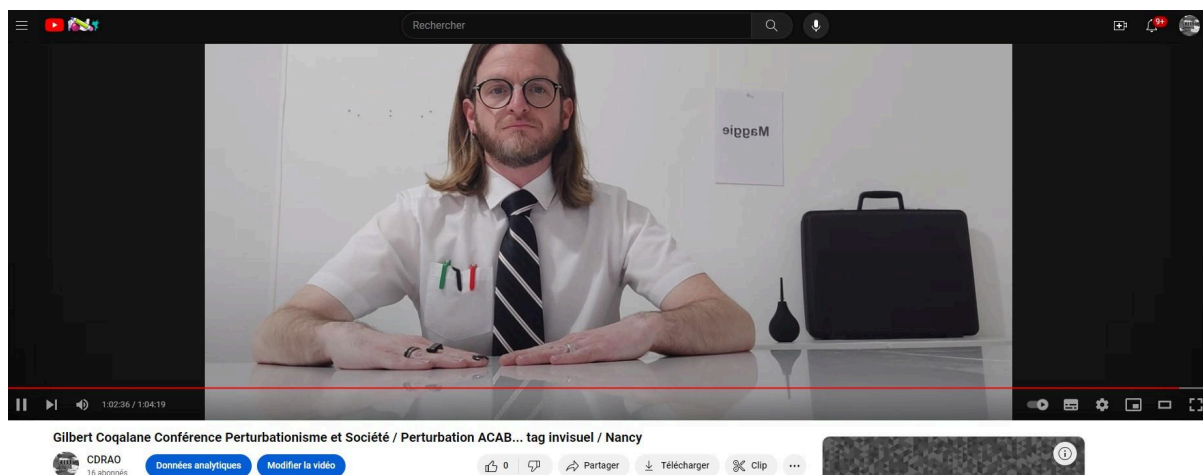 Rechercher
9+
Maggie
1:02:36 / 1:04:19
Gilbert Coqalane Conférence Perturbationisme et Société / Perturbation ACAB... tag invisuel / Nancy
CDRAO
16 abonnés
Données analytiques
Modifier la vidéo
0
Partager
Télécharger
Clip
...